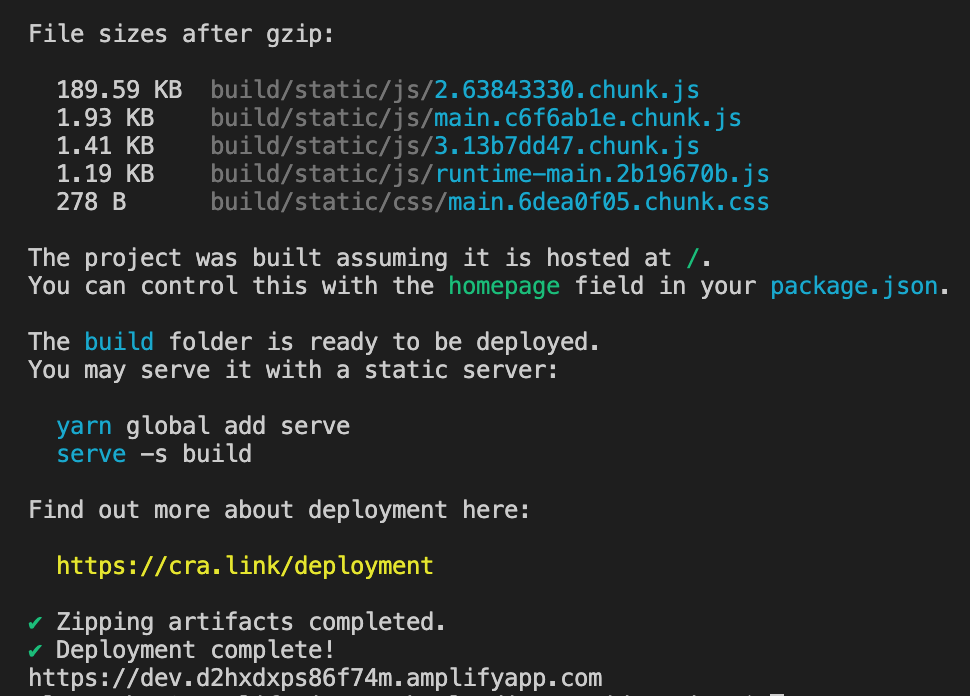 File sizes after gzip:
189.59 KB build/static/js/2.63843330.chunk.js
1.93 KB build/static/js/main.c6f6ab1e.chunk.js
1.41 KB build/static/js/3.13b7dd47.chunk.js
1.19 KB build/static/js/runtime-main.2b19670b.js
278 B build/static/css/main.6dea0f05.chunk.css
The project was built assuming it is hosted at /.
You can control this with the homepage field in your package.json.
The build folder is ready to be deployed.
You may serve it with a static server:
yarn global add serve
serve -s build
Find out more about deployment here:
https://cra.link/deployment
✔ Zipping artifacts completed.
✔ Deployment complete!
https://dev.d2hxdxps86f74m.amplifyapp.com